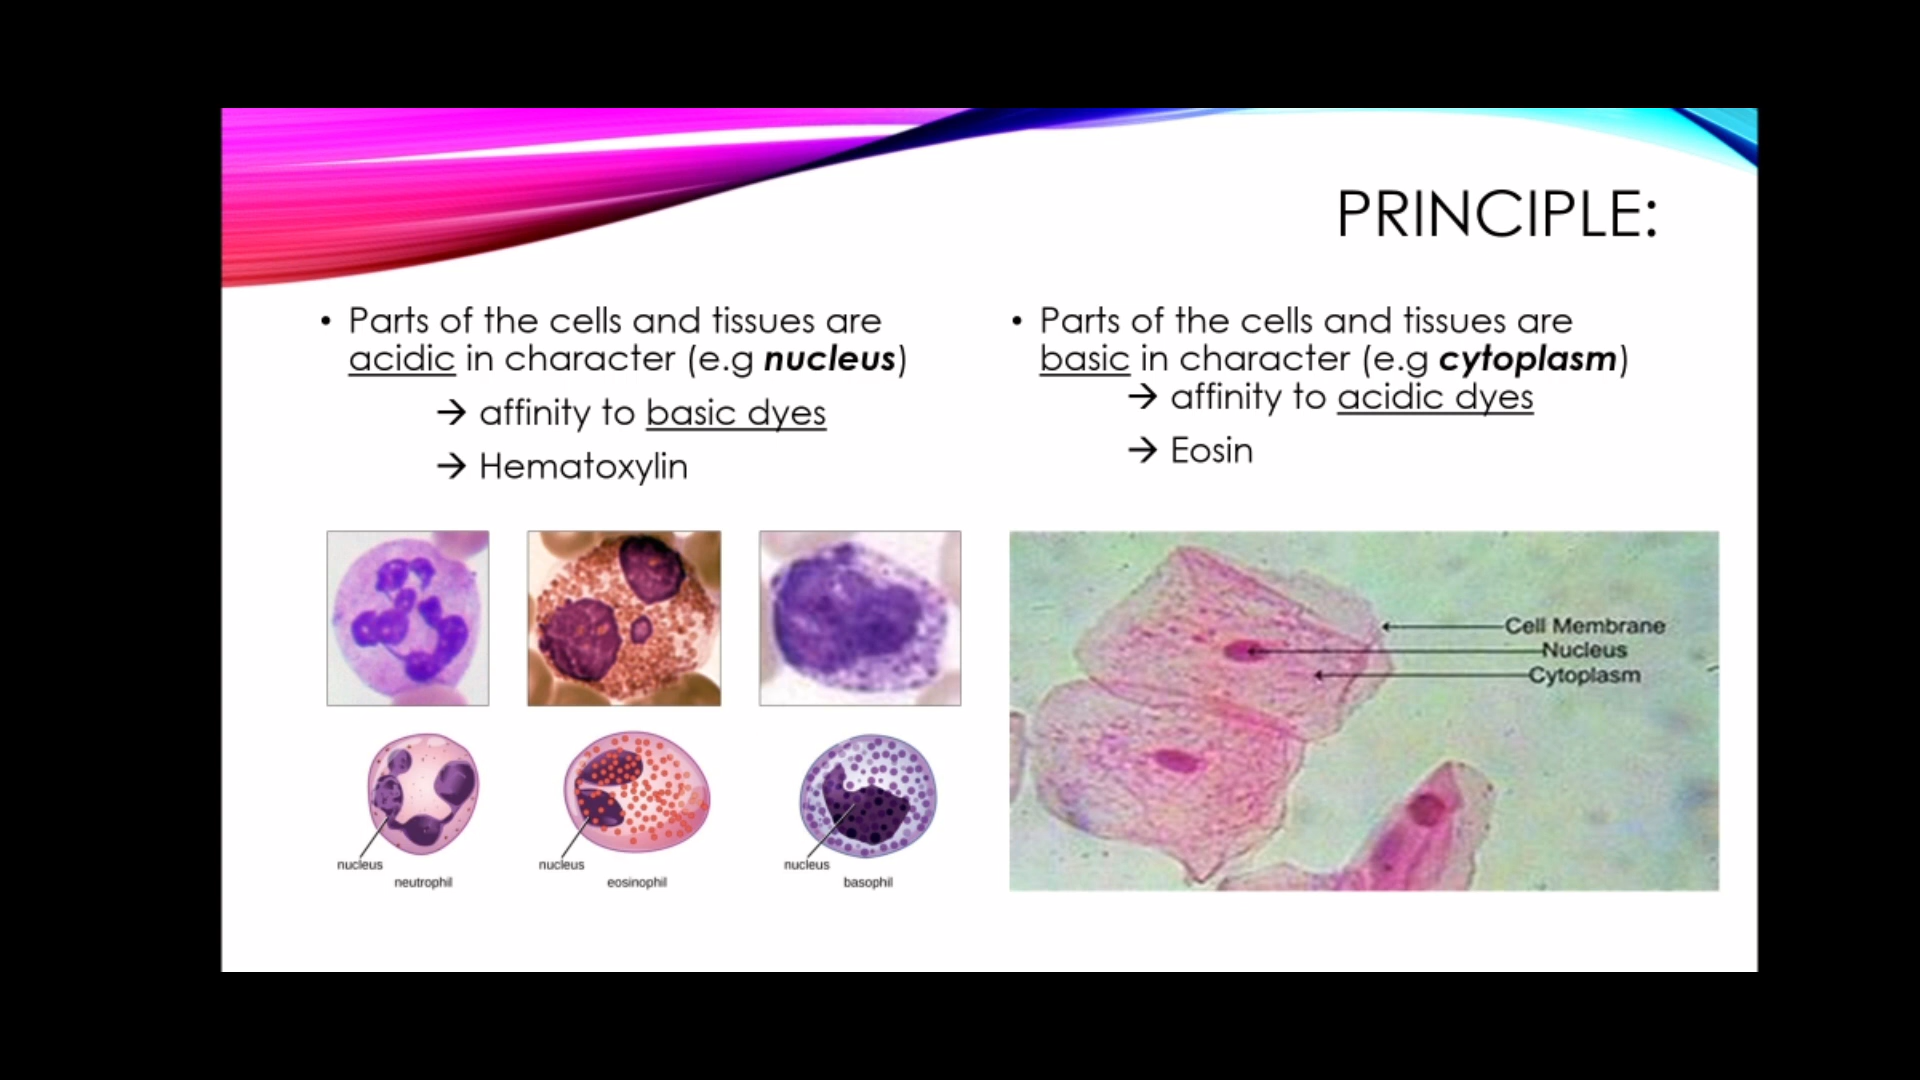 PRINCIPLE:
• Parts of the cells and tissues are
acidic in character (e.g nucleus)
→ affinity to basic dyes
→ Hematoxylin
• Parts of the cells and tissues are
basic in character (e.g cytoplasm)
→ affinity to acidic dyes
→ Eosin
nucleus
neutrophil
nucleus
eosinophil
nucleus
basophil
Cell Membrane
Nucleus
Cytoplasm